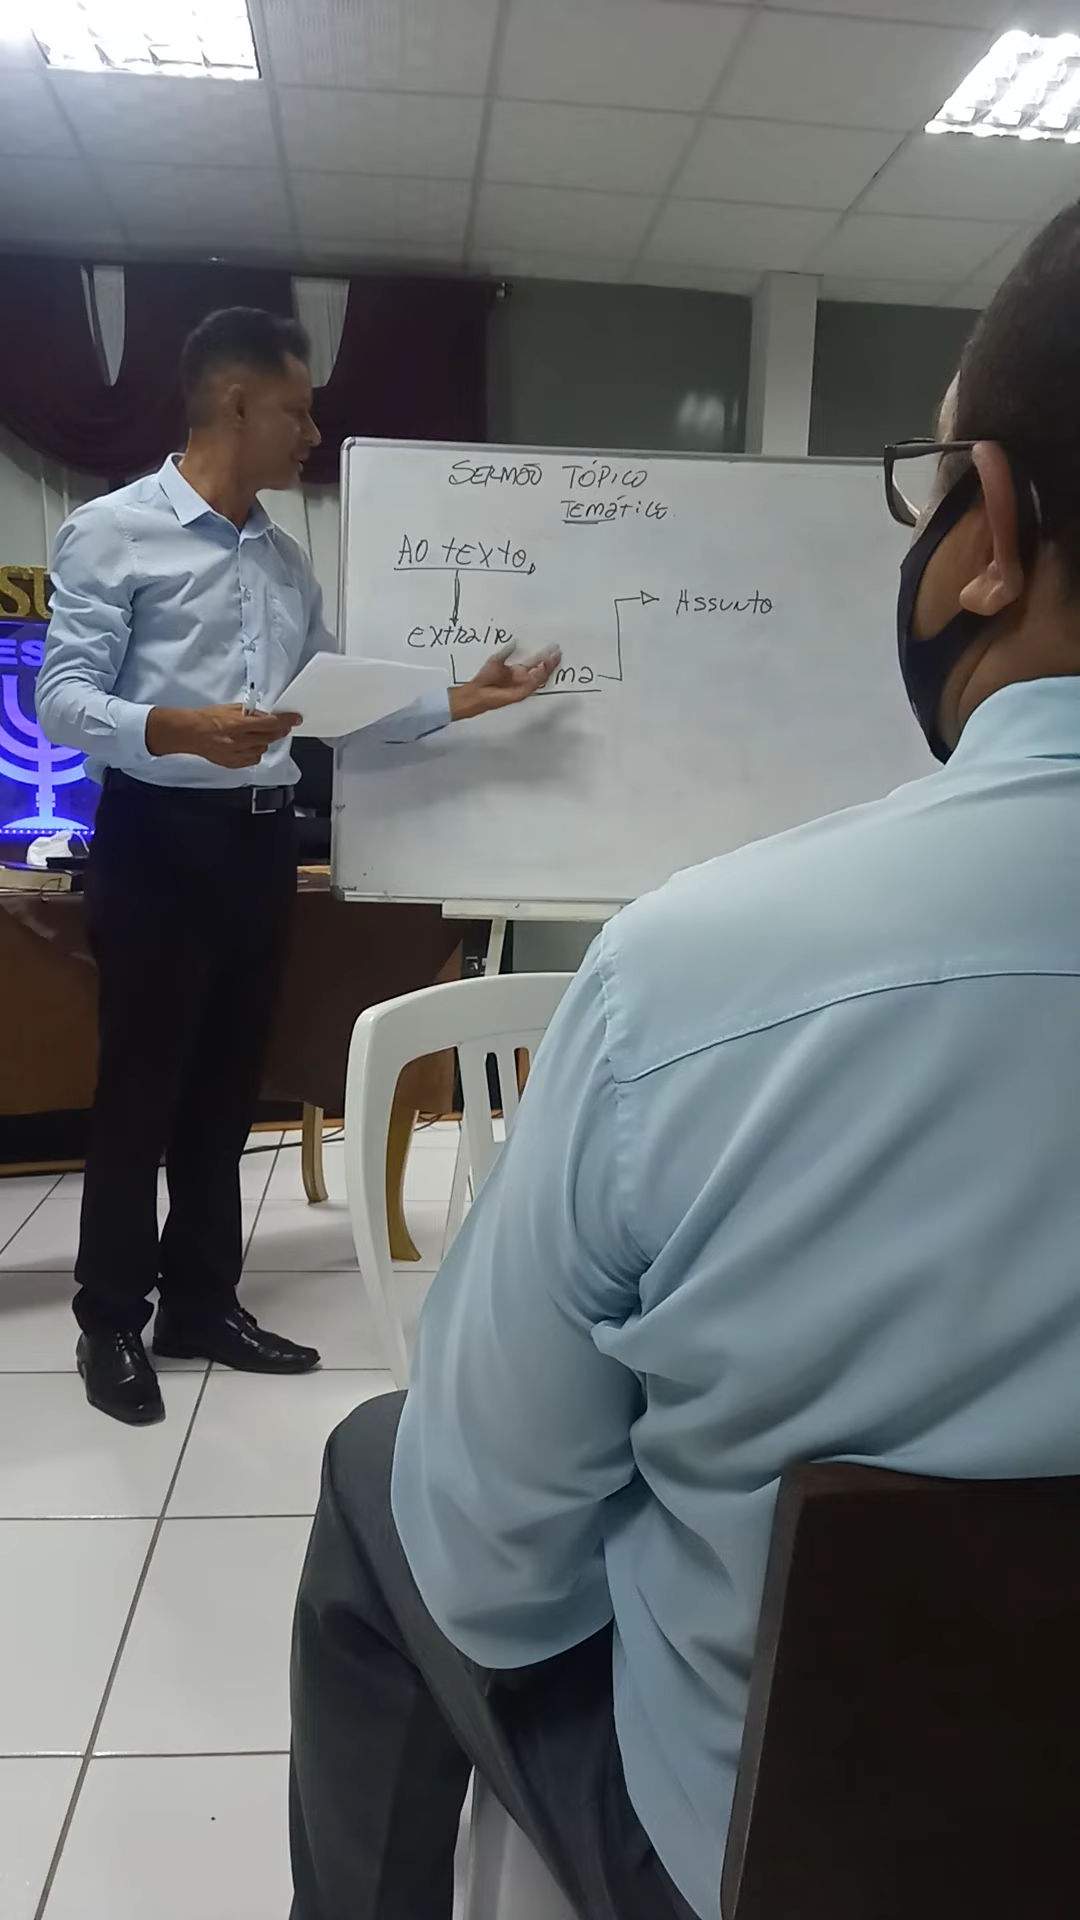 SERMÃO TÓPICO
TEMÁTICO.
AO TEXTO,
extrair
Assunto